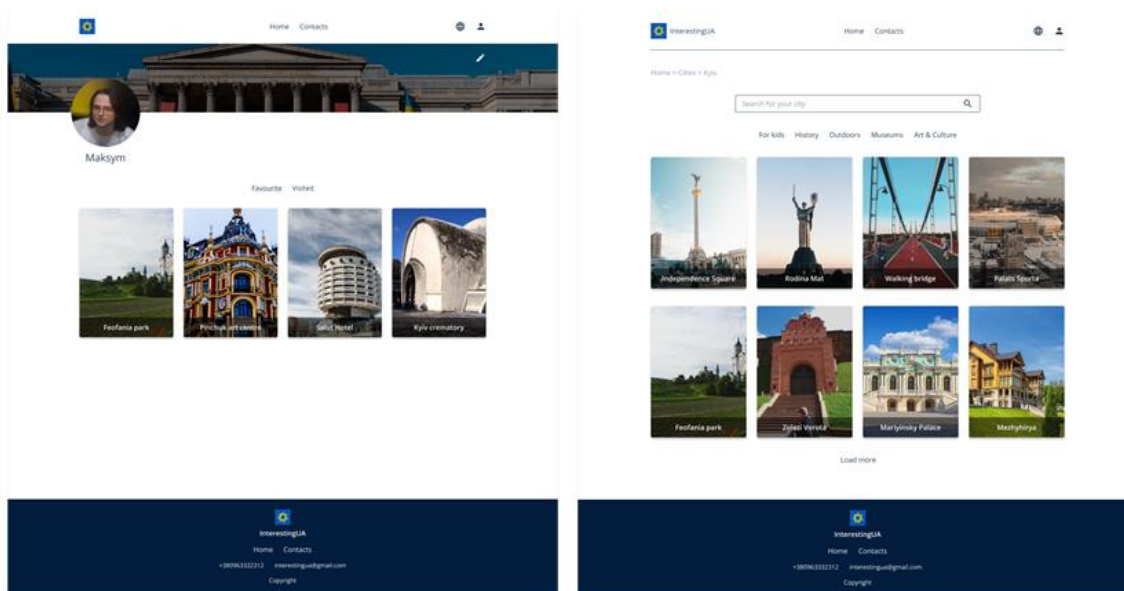 Home Contacts
Maksym
Favourite Visited
Feofania park
Pinchuk art centre
Salut Hotel
Kyiv crematory
InterestingUA
Home Contacts
+380963332312 interestingua@gmail.com
Copyright
InterestingUA
Home Contacts
Home > Cities > Kyiv
Search for your city
For kids History Outdoors Museums Art & Culture
Independence Square
Rodina Mat
Walking bridge
Palats Sporta
Feofania park
Zoloti Vorota
Mariyinsky Palace
Mezhyhirya
Load more
InterestingUA
Home Contacts
+380963332312 interestingua@gmail.com
Copyright